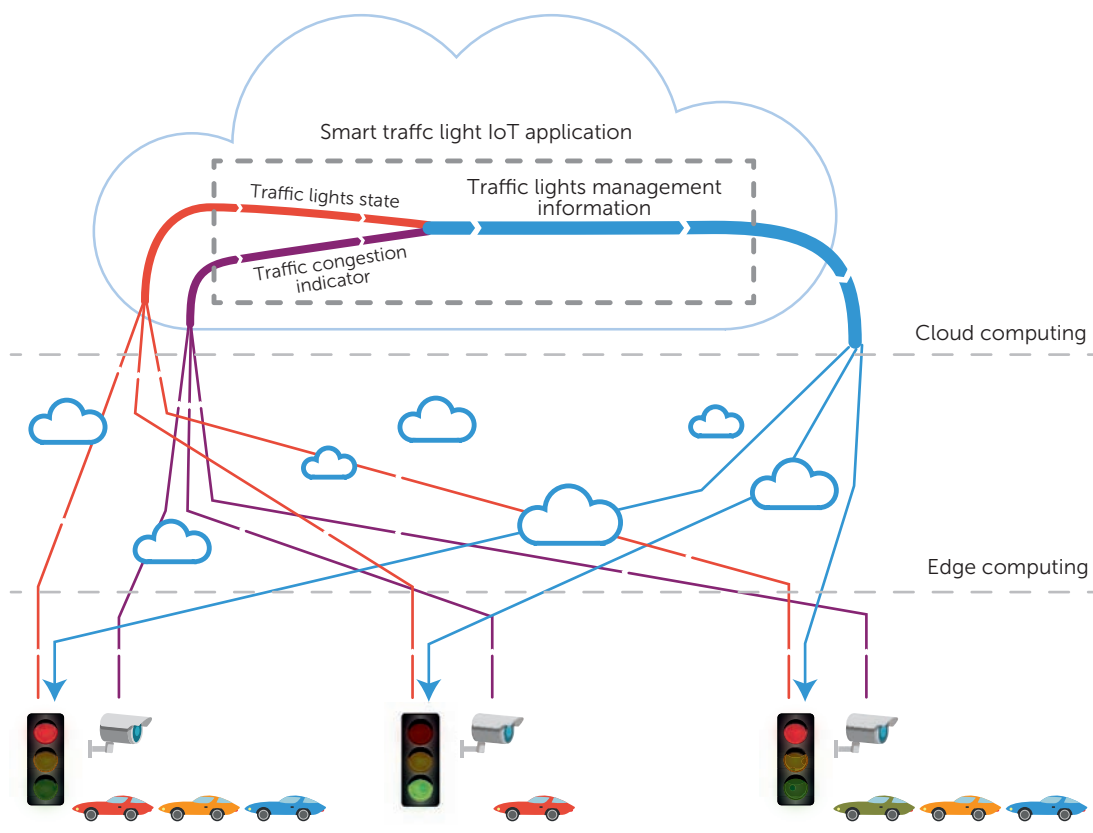 Smart traffc light IoT application
Traffic lights state
Traffic lights management
information
Traffic congestion
indicator
Cloud computing
Edge computing